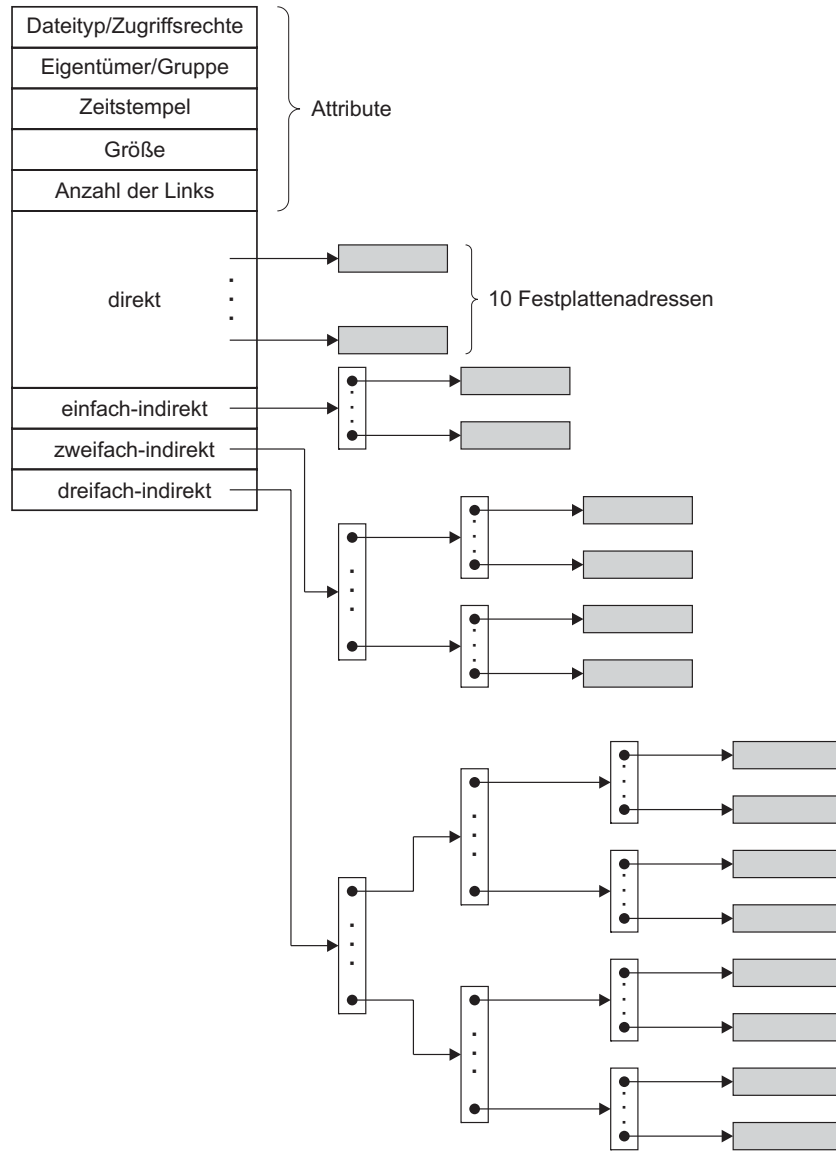 Dateityp/Zugriffsrechte
Eigentümer/Gruppe
Zeitstempel
Größe
Anzahl der Links
Attribute
direkt
10 Festplattenadressen
einfach-indirekt
zweifach-indirekt
dreifach-indirekt